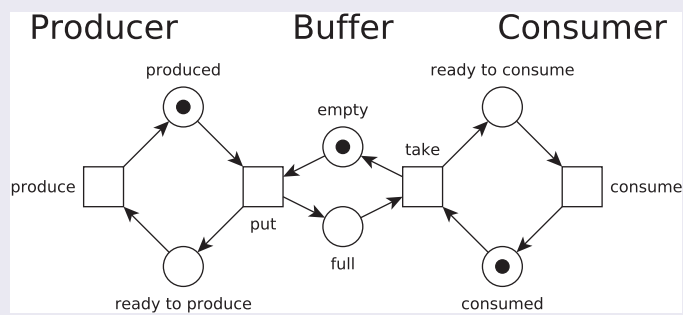 Producer
Buffer
Consumer
produced
ready to consume
empty
take
produce
consume
put
full
ready to produce
consumed